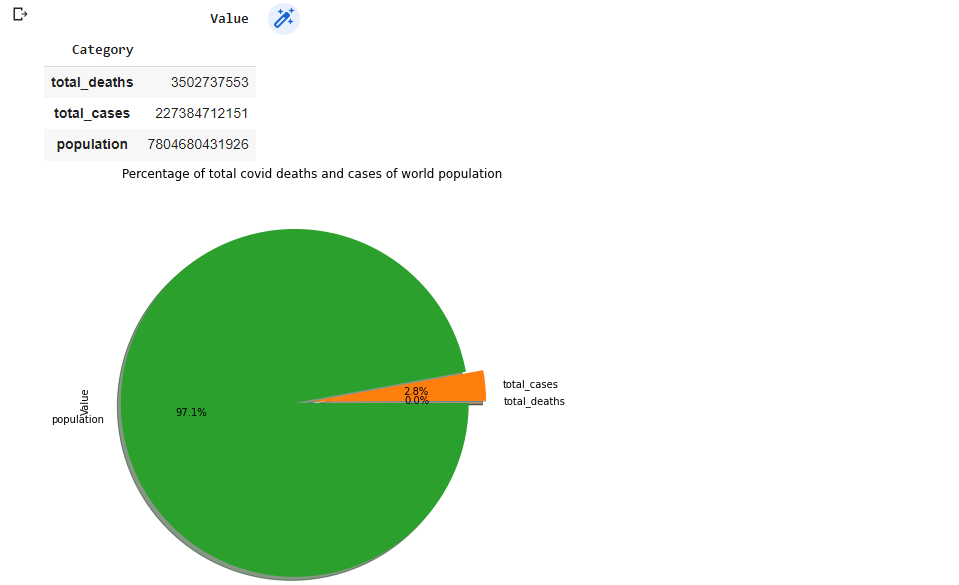 Value
Category
total_deaths 3502737553
total_cases 227384712151
population 7804680431926
Percentage of total covid deaths and cases of world population
2.8%
total_cases
0.0%
total_deaths
Value
97.1%
population